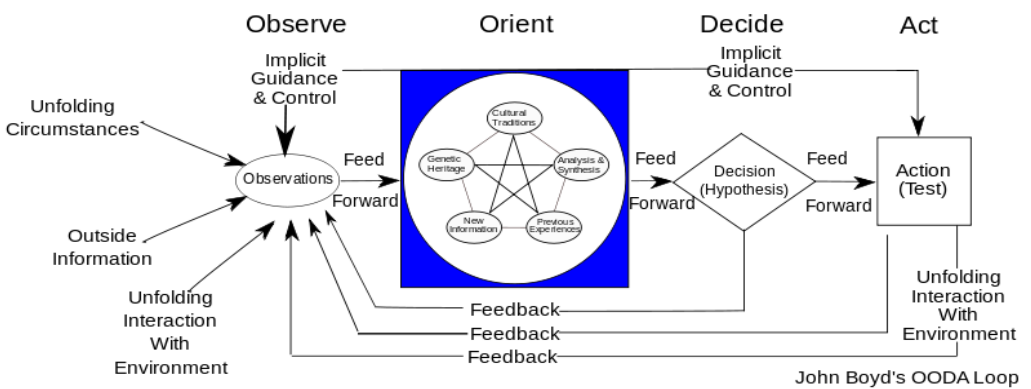 Observe
Orient
Decide
Act
Implicit
Guidance
& Control
Implicit
Guidance
& Control
Unfolding
Circumstances
Observations
Outside
Information
Unfolding
Interaction
With
Environment
Feed
Forward
Cultural
Traditions
Genetic
Heritage
Analysis &
Synthesis
New
Information
Previous
Experiences
Feed
Forward
Decision
(Hypothesis)
Feed
Forward
Action
(Test)
Unfolding
Interaction
With
Environment
Feedback
Feedback
Feedback
John Boyd's OODA Loop